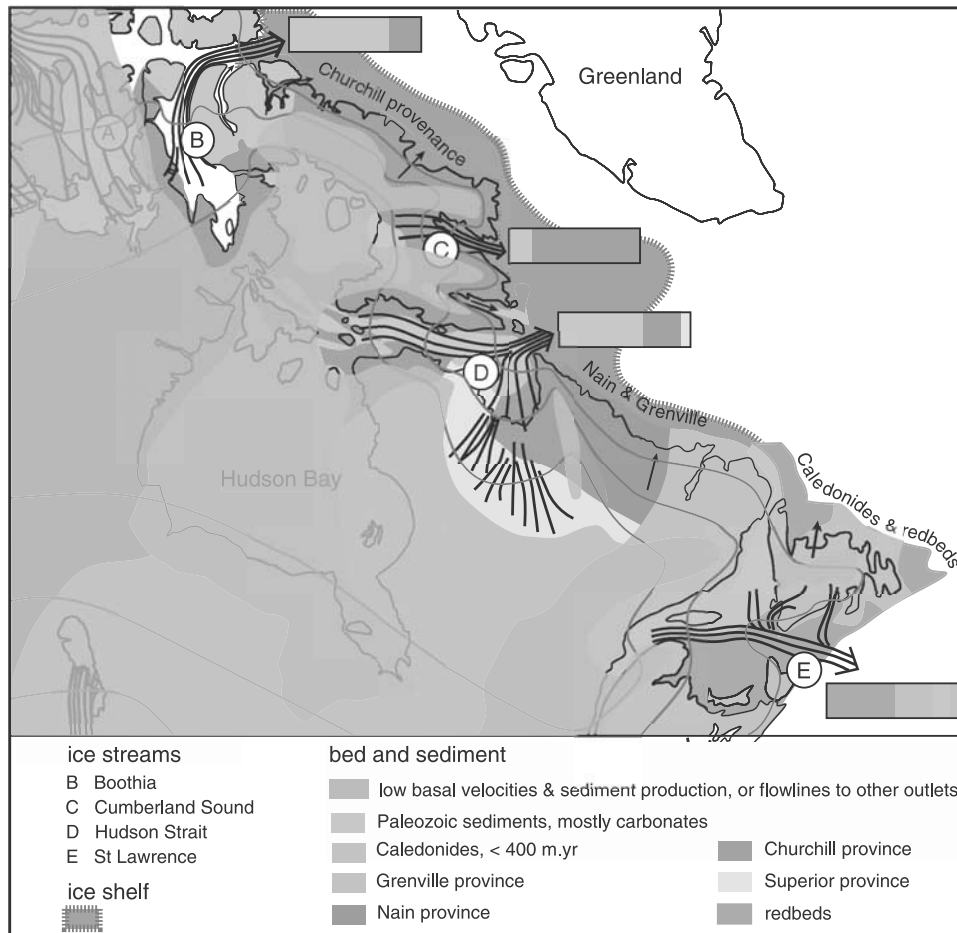 Greenland
Churchill provenance
A
B
C
D
Nain & Grenville
Hudson Bay
Caledonides & redbeds
E
ice streams
B Boothia
C Cumberland Sound
D Hudson Strait
E St Lawrence
ice shelf
bed and sediment
low basal velocities & sediment production, or flowlines to other outlets
Paleozoic sediments, mostly carbonates
Caledonides, < 400 m.yr
Grenville province
Nain province
Churchill province
Superior province
redbeds